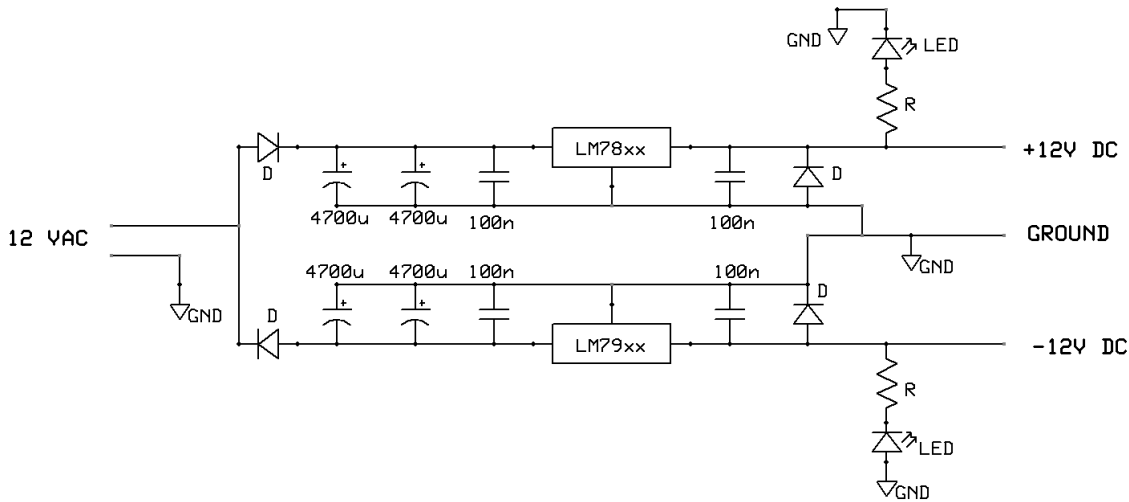 GND
LED
R
LM78xx
+12V DC
D
+
+
D
4700u
4700u
100n
100n
12 VAC
GROUND
GND
4700u
4700u
100n
100n
GND
D
+
+
D
LM79xx
-12V DC
R
LED
GND